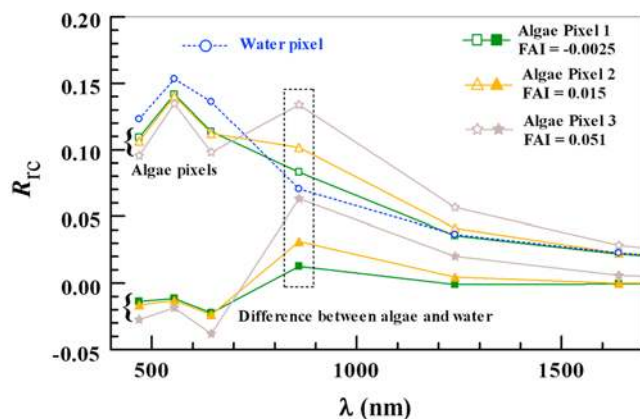 0.20
0.15
0.10
0.05
0.00
-0.05
Rrc
Water pixel
Algae Pixel 1
FAI = -0.0025
Algae Pixel 2
FAI = 0.015
Algae Pixel 3
FAI = 0.051
{
Algae pixels
{
Difference between algae and water
500
1000
1500
λ (nm)